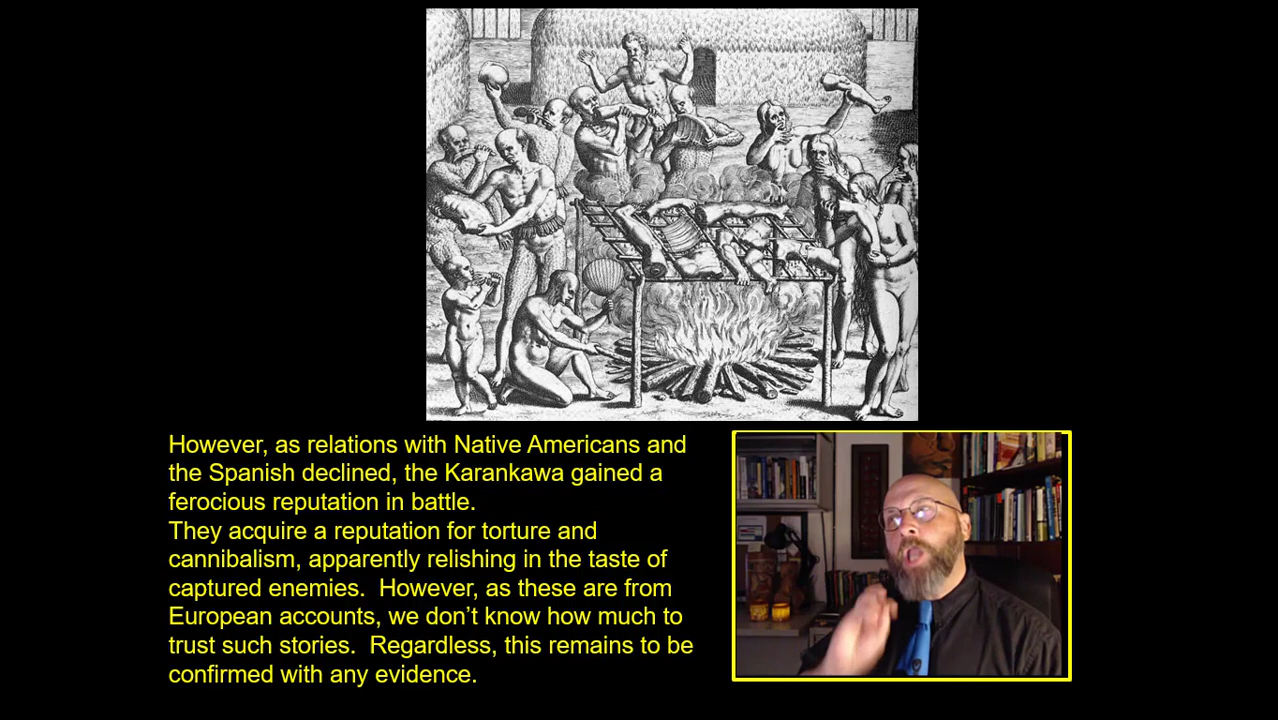 However, as relations with Native Americans and
the Spanish declined, the Karankawa gained a
ferocious reputation in battle.
They acquire a reputation for torture and
cannibalism, apparently relishing in the taste of
captured enemies.  However, as these are from
European accounts, we don’t know how much to
trust such stories.  Regardless, this remains to be
confirmed with any evidence.